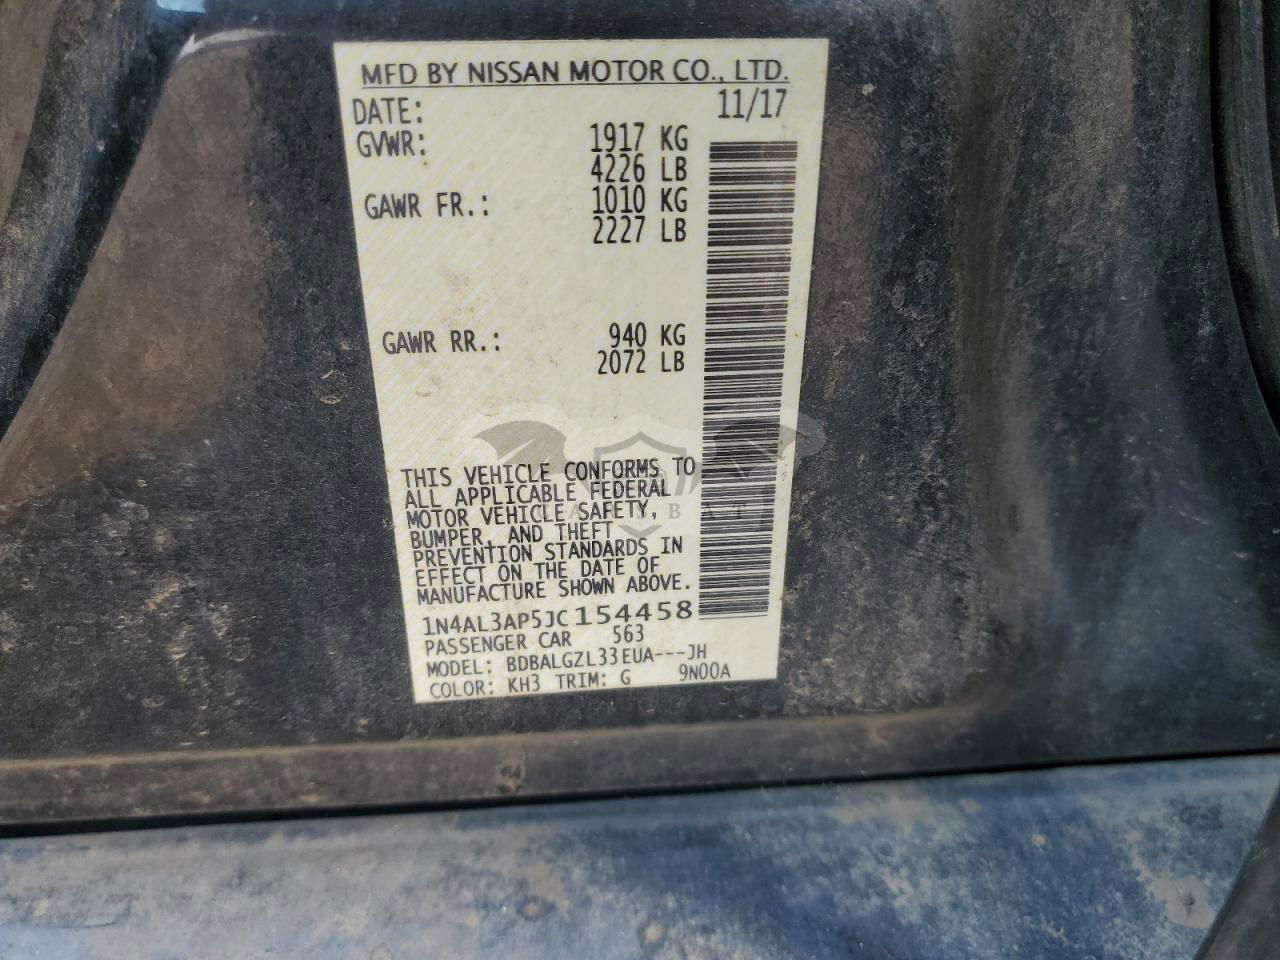 MFD BY NISSAN MOTOR CO., LTD.
DATE: 11/17
GVWR: 1917 KG
4226 LB
GAWR FR.: 1010 KG
2227 LB
GAWR RR.: 940 KG
2072 LB
THIS VEHICLE CONFORMS TO
ALL APPLICABLE FEDERAL
MOTOR VEHICLE SAFETY,
BUMPER, AND THEFT
PREVENTION STANDARDS IN
EFFECT ON THE DATE OF
MANUFACTURE SHOWN ABOVE.
1N4AL3AP5JC154458
PASSENGER CAR 563
MODEL: BDBALGZL33EUA---JH
COLOR: KH3 TRIM: G 9N00A